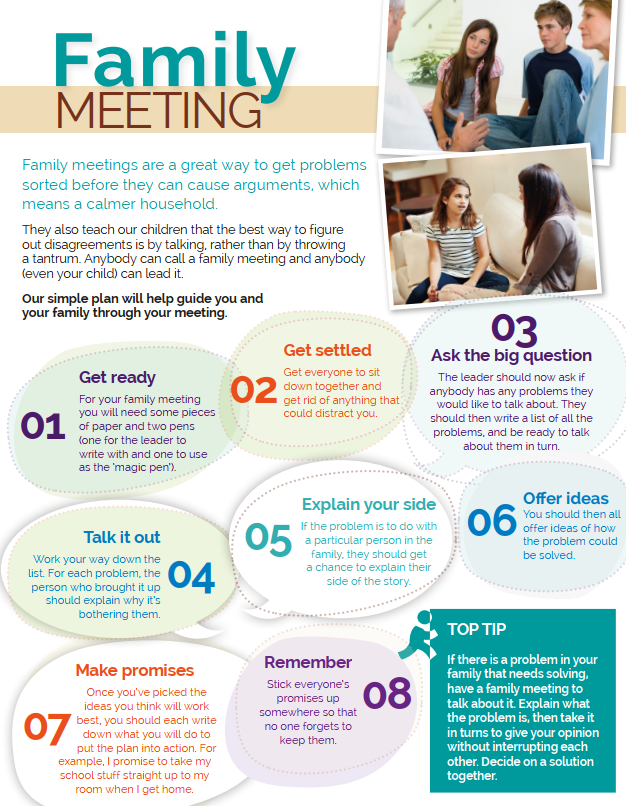 Family
MEETING
Family meetings are a great way to get problems
sorted before they can cause arguments, which
means a calmer household.
They also teach our children that the best way to figure
out disagreements is by talking, rather than by throwing
a tantrum. Anybody can call a family meeting and anybody
(even your child) can lead it.
Our simple plan will help guide you and
your family through your meeting.
01
Get ready
For your family meeting
you will need some pieces
of paper and two pens
(one for the leader to
write with and one to use
as the 'magic pen').
02
Get settled
Get everyone to sit
down together and
get rid of anything that
could distract you.
03
Ask the big question
The leader should now ask if
anybody has any problems they
would like to talk about. They
should then write a list of all the
problems, and be ready to talk
about them in turn.
Talk it out
04
Work your way down the
list. For each problem, the
person who brought it up
should explain why it's
bothering them.
05
Explain your side
If the problem is to do with
a particular person in the
family, they should get
a chance to explain their
side of the story.
06
Offer ideas
You should then all
offer ideas of how
the problem could
be solved.
07
Make promises
Once you've picked the
ideas you think will work
best, you should each write
down what you will do to
put the plan into action. For
example, I promise to take my
school stuff straight up to my
room when I get home.
Remember
08
Stick everyone's
promises up
somewhere so that
no one forgets to
keep them.
TOP TIP
If there is a problem in your
family that needs solving,
have a family meeting to
talk about it. Explain what
the problem is, then take it
in turns to give your opinion
without interrupting each
other. Decide on a solution
together.